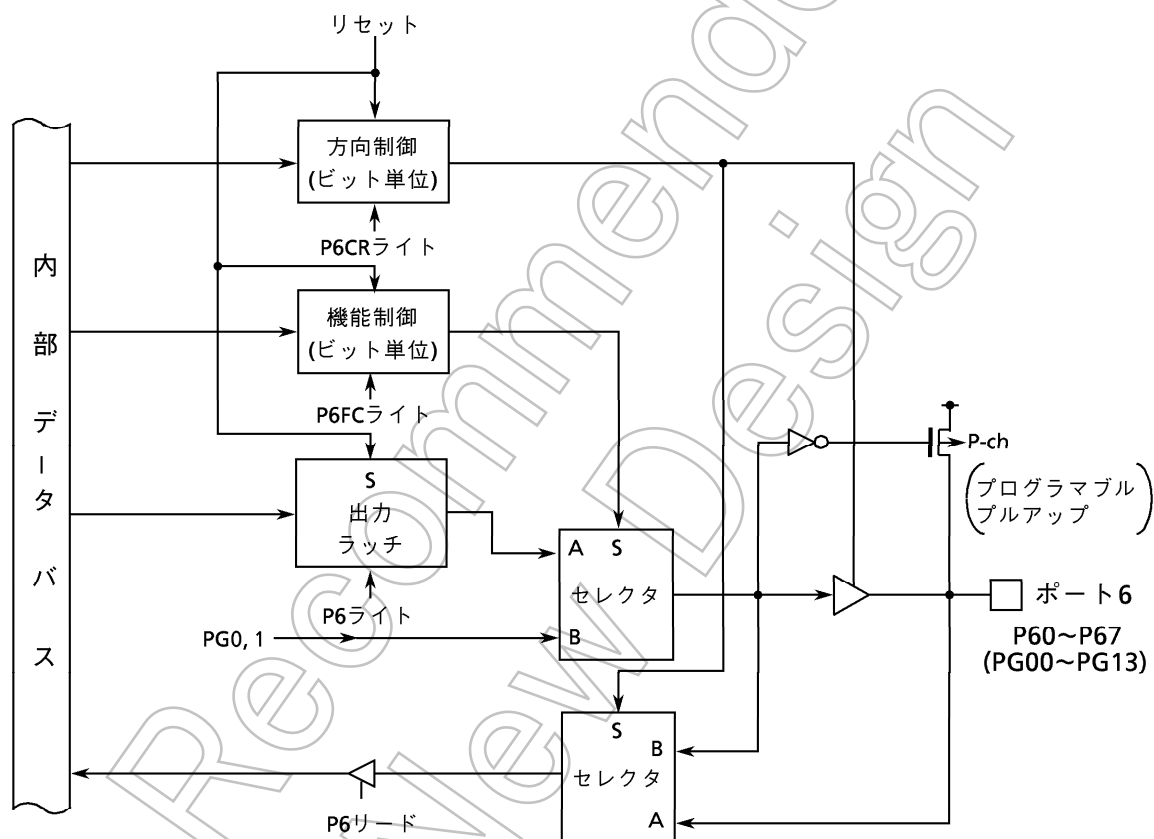 リセット
方向制御
(ビット単位)
P6CRライト
内部データバス
機能制御
(ビット単位)
P6FCライト
P-ch
プログラマブル
プルアップ
S
出力
ラッチ
A S
セレクタ
B
P6ライト
PG0, 1
ポート6
P60～P67
(PG00～PG13)
S
B
セレクタ
A
P6リード
Recommende
New Design